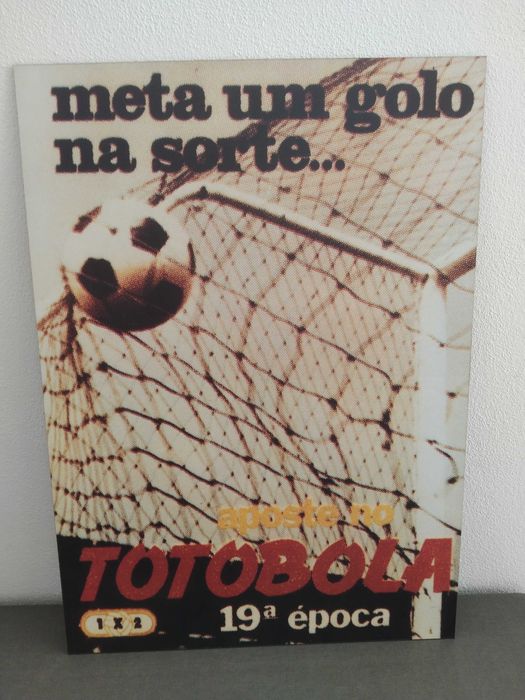 meta um golo
na sorte...
aposte no
TOTOBOLA
1 X 2
19ª época